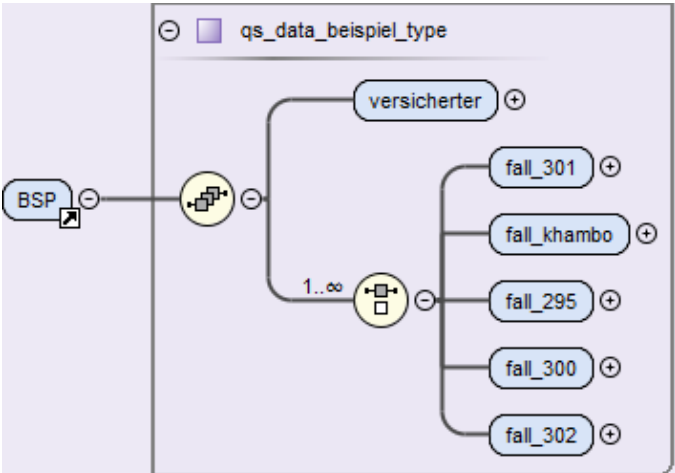 qs_data_beispiel_type
versicherter
BSP
fall_301
fall_khambo
1..∞
fall_295
fall_300
fall_302